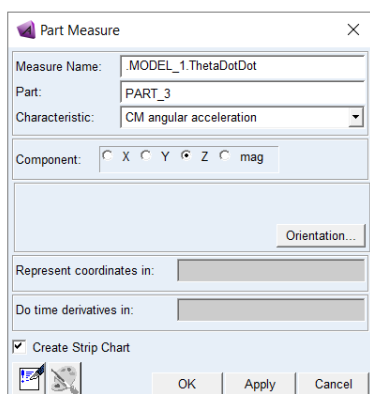 Part Measure
Measure Name: .MODEL_1.ThetaDotDot
Part: PART_3
Characteristic: CM angular acceleration
Component: X Y Z mag
Orientation...
Represent coordinates in:
Do time derivatives in:
Create Strip Chart
OK Apply Cancel